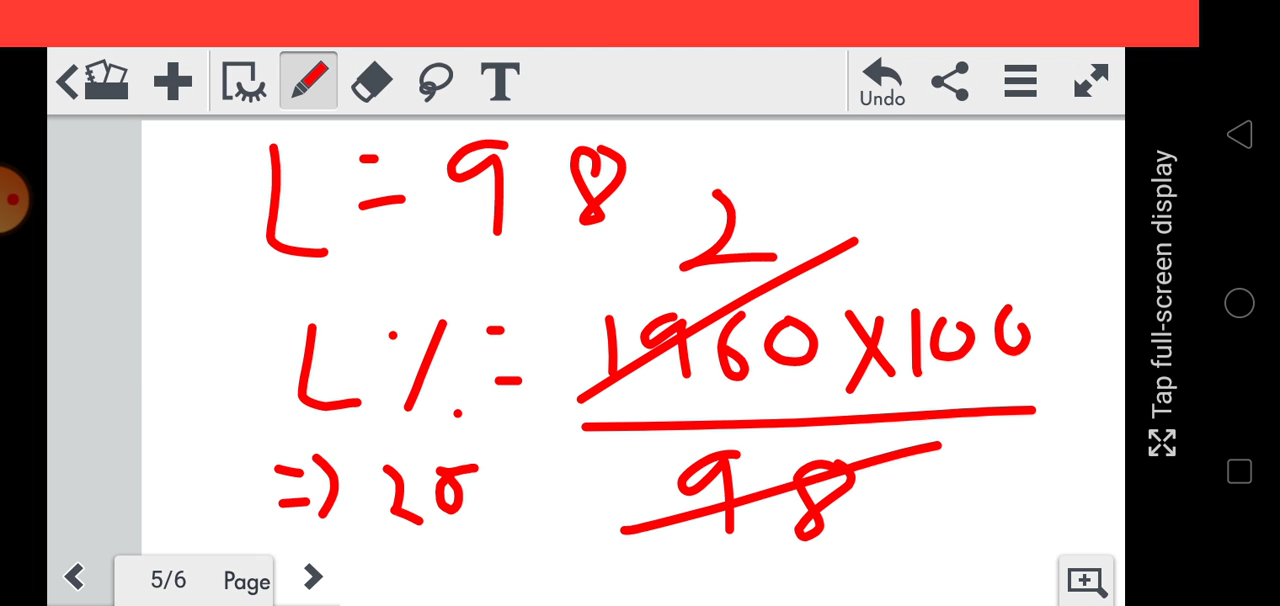 Undo
L = 98
2
L % = 1960 X 100
98
=> 20
5/6 Page
Tap full-screen display